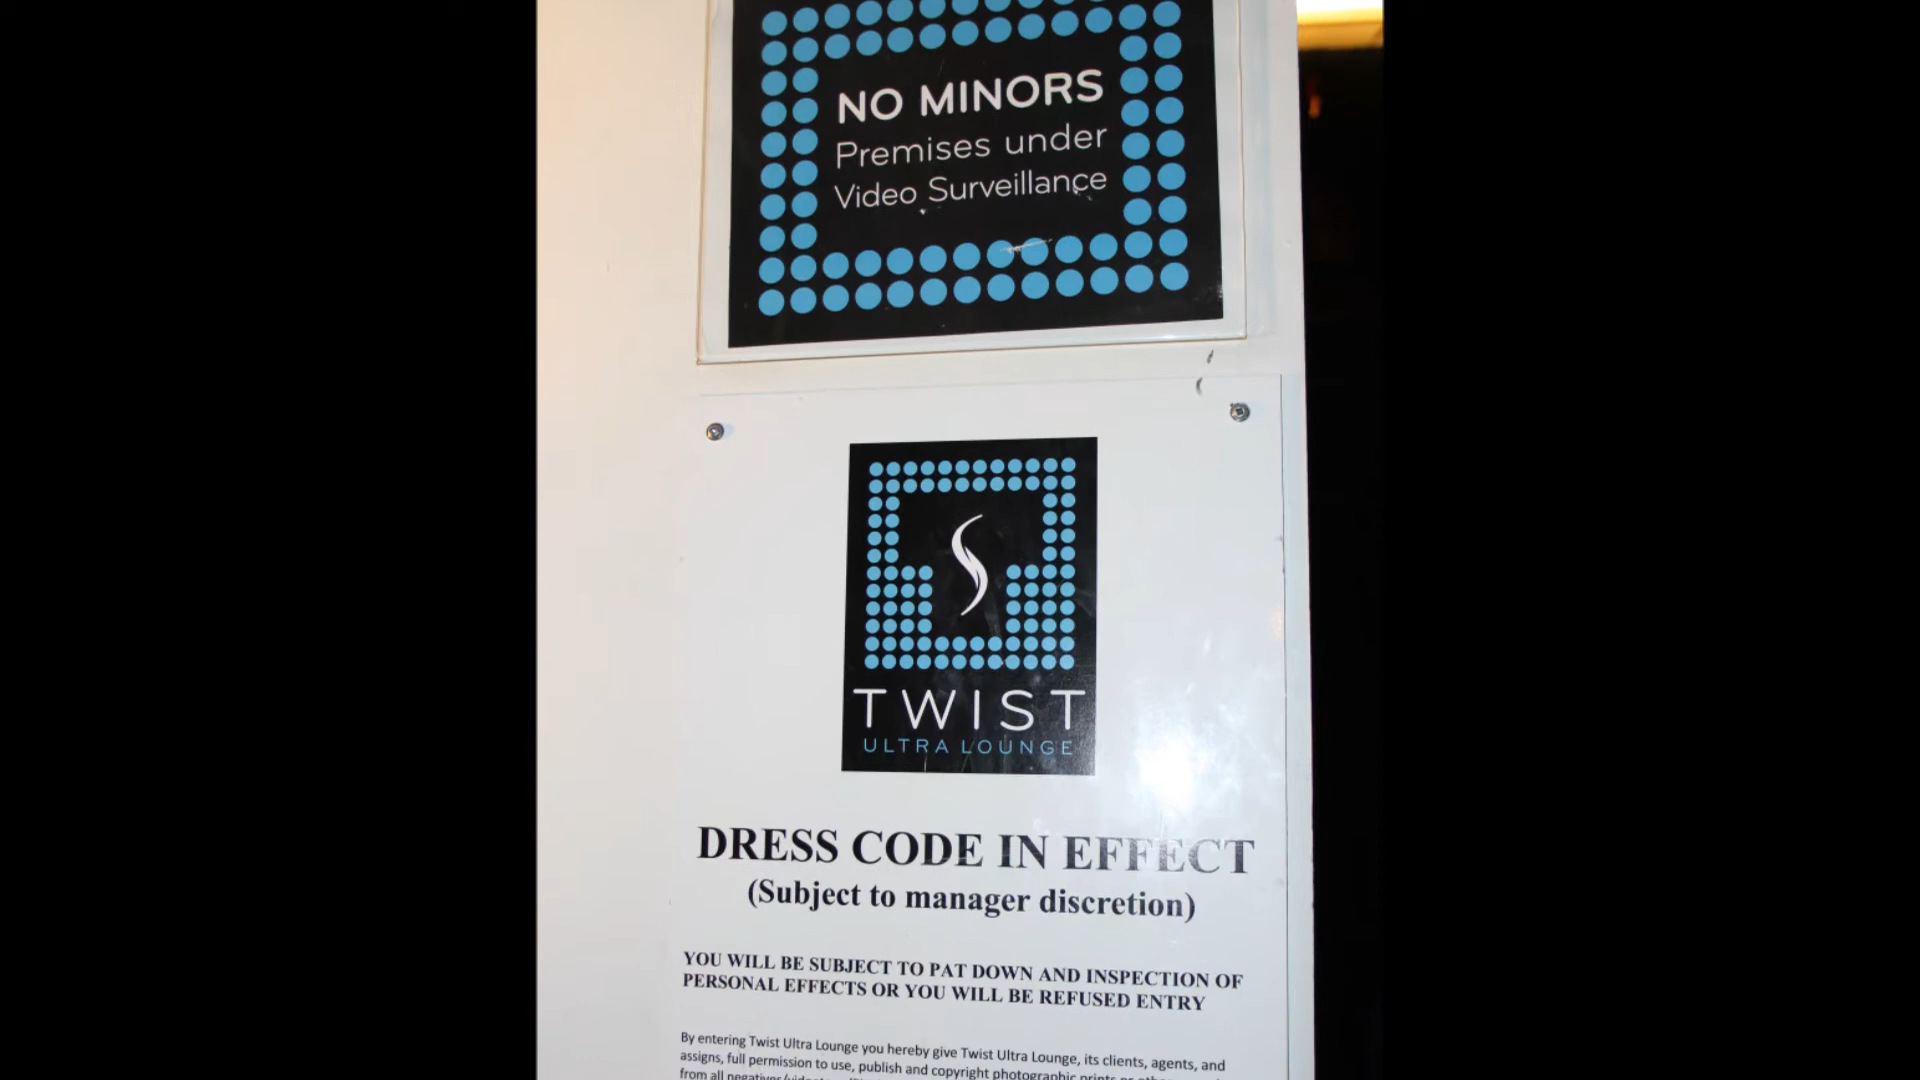 NO MINORS
Premises under
Video Surveillance
TWIST
ULTRA LOUNGE
DRESS CODE IN EFFECT
(Subject to manager discretion)
YOU WILL BE SUBJECT TO PAT DOWN AND INSPECTION OF
PERSONAL EFFECTS OR YOU WILL BE REFUSED ENTRY
By entering Twist Ultra Lounge you hereby give Twist Ultra Lounge, its clients, agents, and
assigns, full permission to use, publish and copyright photographic prints or
from all